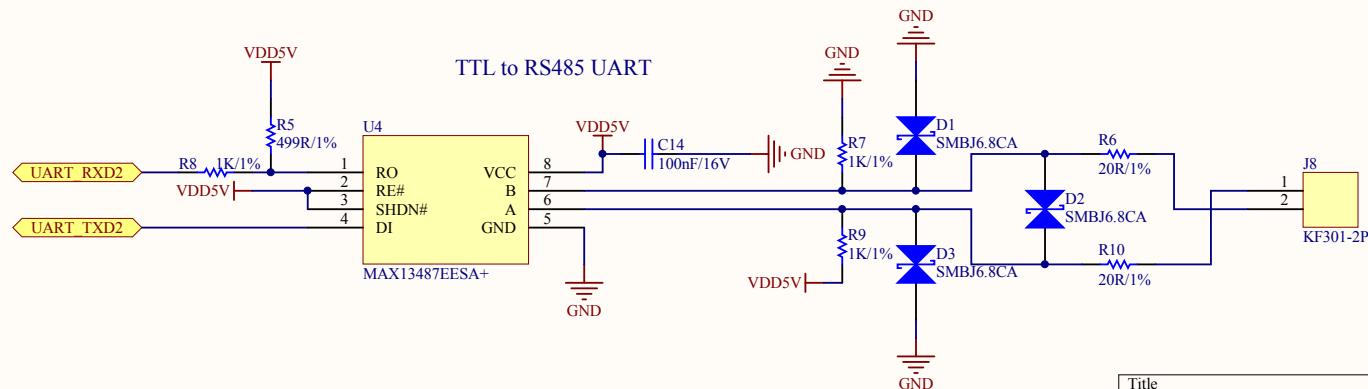 GND
GND
VDD5V
TTL to RS485 UART
R5
499R/1%
U4
VDD5V
C14
100nF/16V
GND
R7
1K/1%
D1
SMBJ6.8CA
R6
20R/1%
J8
R8
1K/1%
UART_RXD2
1
RO
VCC
8
VDD5V
2
RE#
B
7
3
SHDN#
A
6
UART_TXD2
4
DI
GND
5
1
2
D2
SMBJ6.8CA
KF301-2P
MAX13487EESA+
R9
1K/1%
D3
SMBJ6.8CA
R10
20R/1%
VDD5V
GND
GND
Title